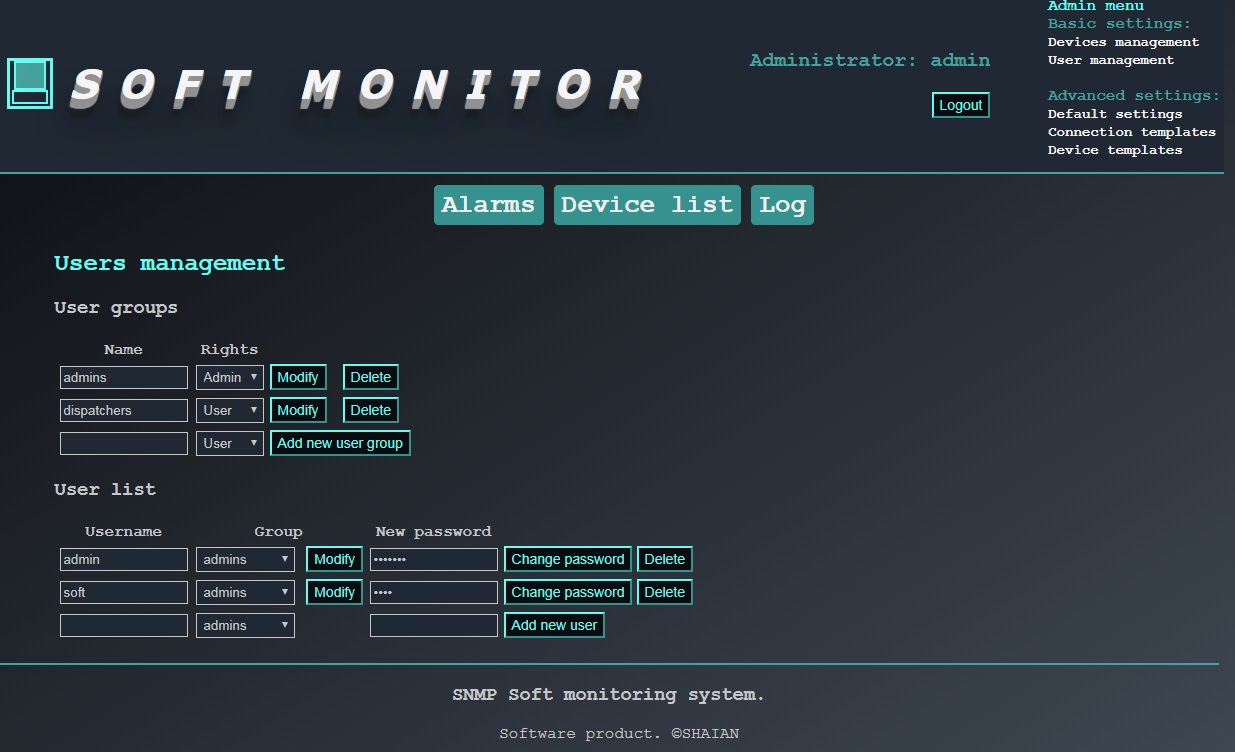 Admin menu
Basic settings:
Devices management
User management
Advanced settings:
Default settings
Connection templates
Device templates
SOFT MONITOR
Administrator: admin
Logout
Alarms Device list Log
Users management
User groups
Name Rights
admins Admin Modify Delete
dispatchers User Modify Delete
User Add new user group
User list
Username Group New password
admin admins Modify ••••••• Change password Delete
soft admins Modify •••• Change password Delete
admins Add new user
SNMP Soft monitoring system.
Software product. ©SHAIAN